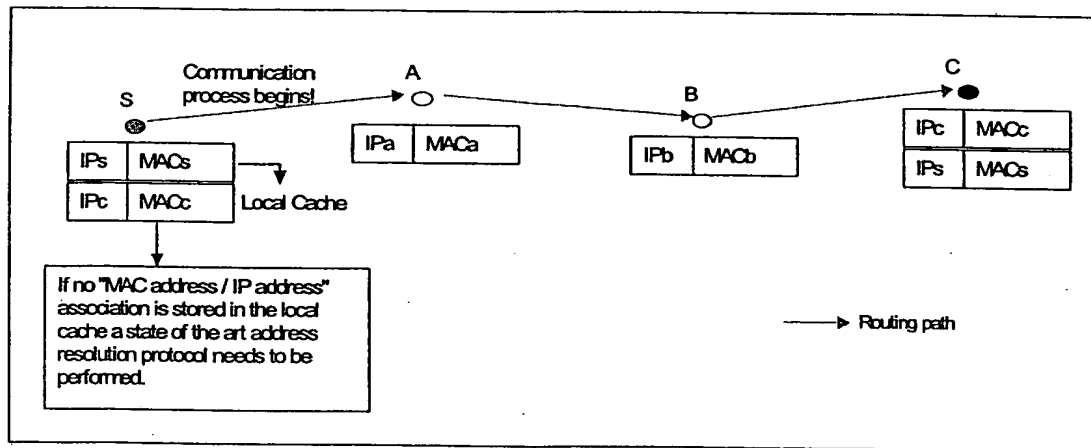 Communication
process begins!
S
A
B
C
IPs MACs
IPc MACc
Local Cache
IPa MACa
IPb MACb
IPc MACc
IPs MACs
If no "MAC address / IP address"
association is stored in the local
cache a state of the art address
resolution protocol needs to be
performed.
Routing path